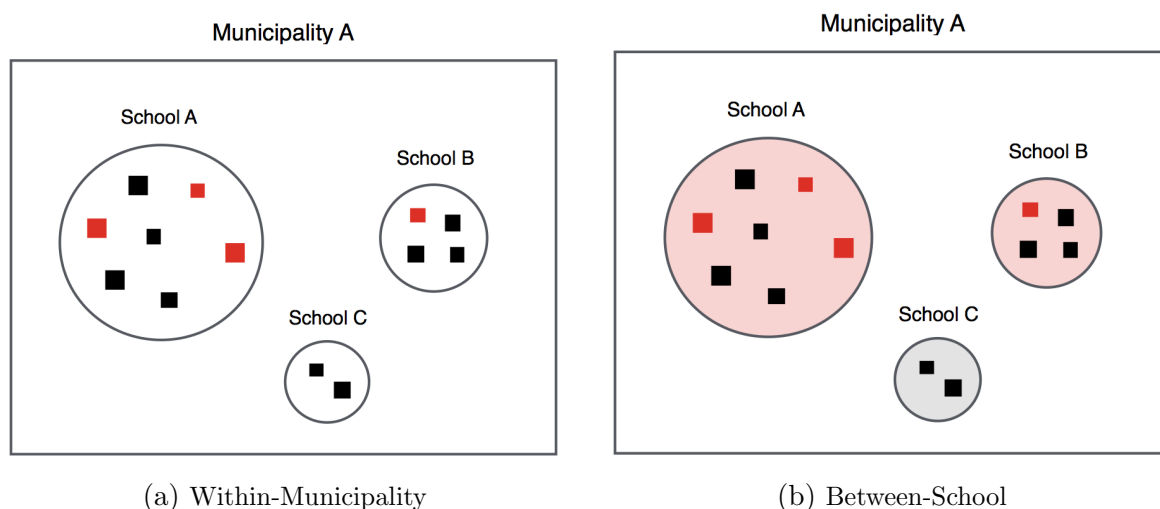 Municipality A
School A
School B
School C
(a) Within-Municipality
Municipality A
School A
School B
School C
(b) Between-School